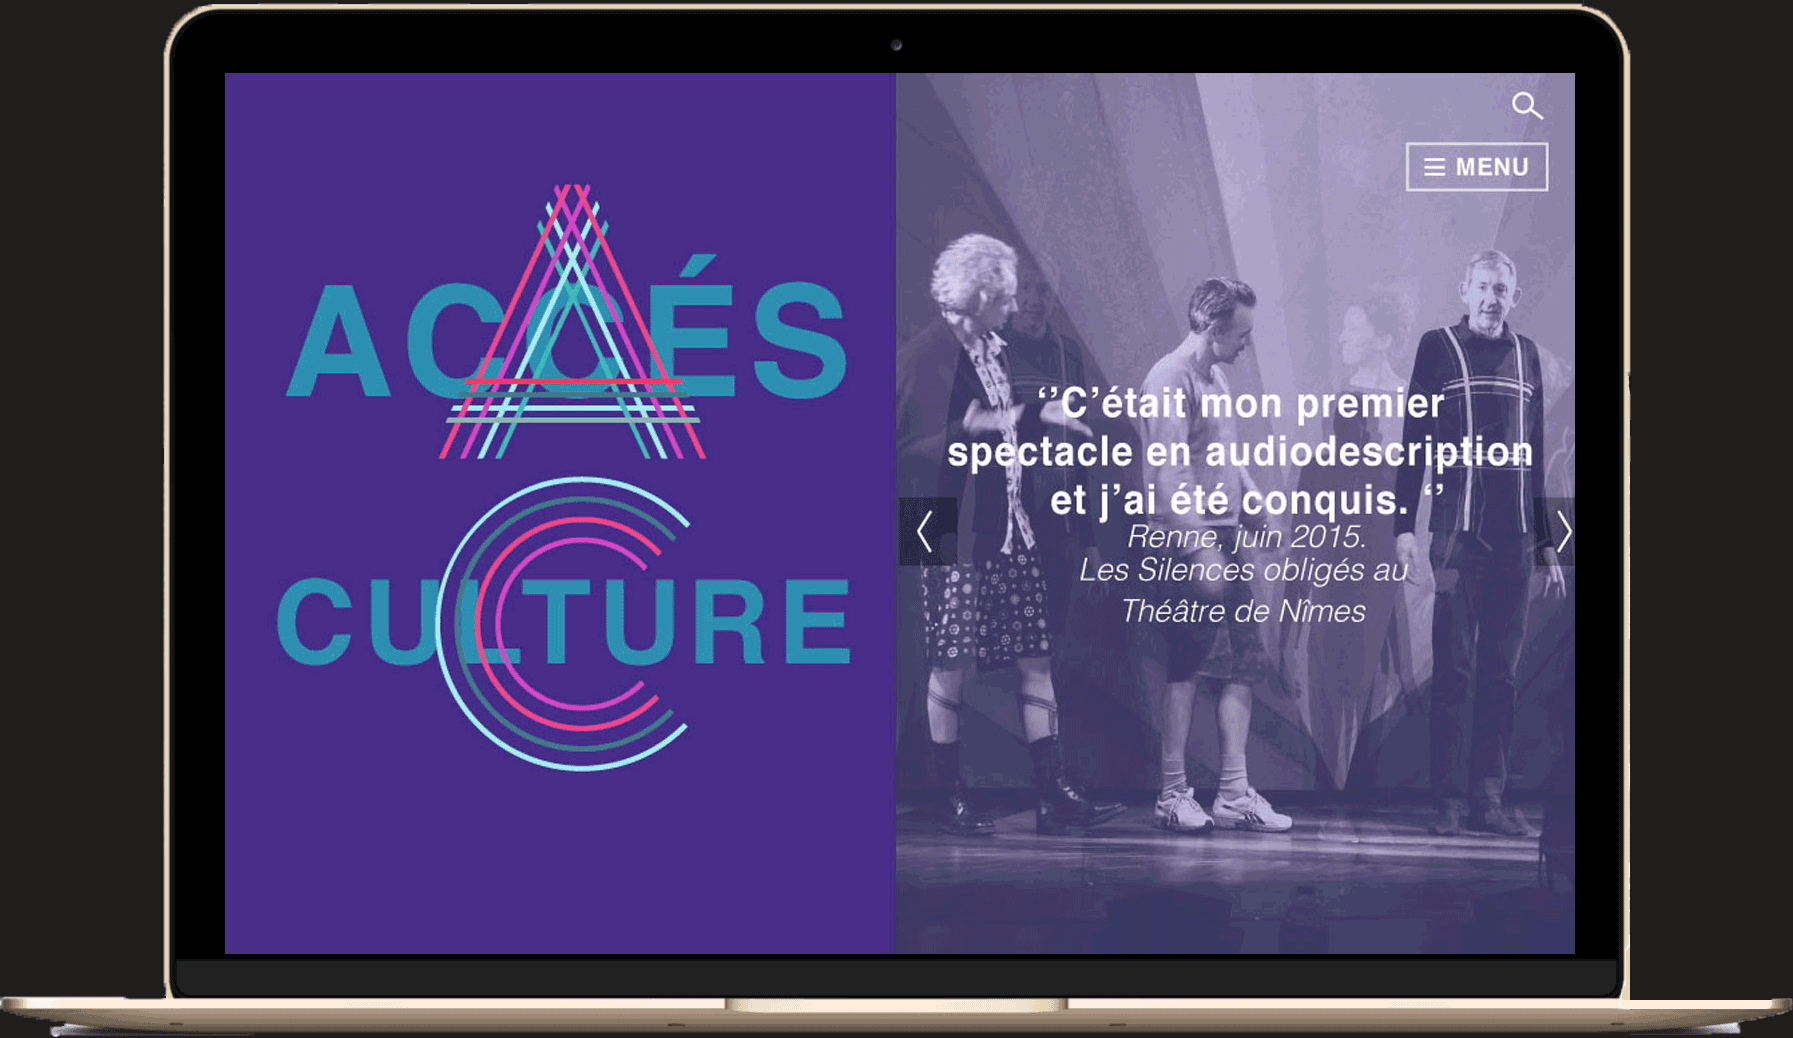 ACCÉS
CULTURE
MENU
‘’C’était mon premier
spectacle en audiodescription
et j’ai été conquis. ‘’
Renne, juin 2015.
Les Silences obligés au
Théâtre de Nîmes